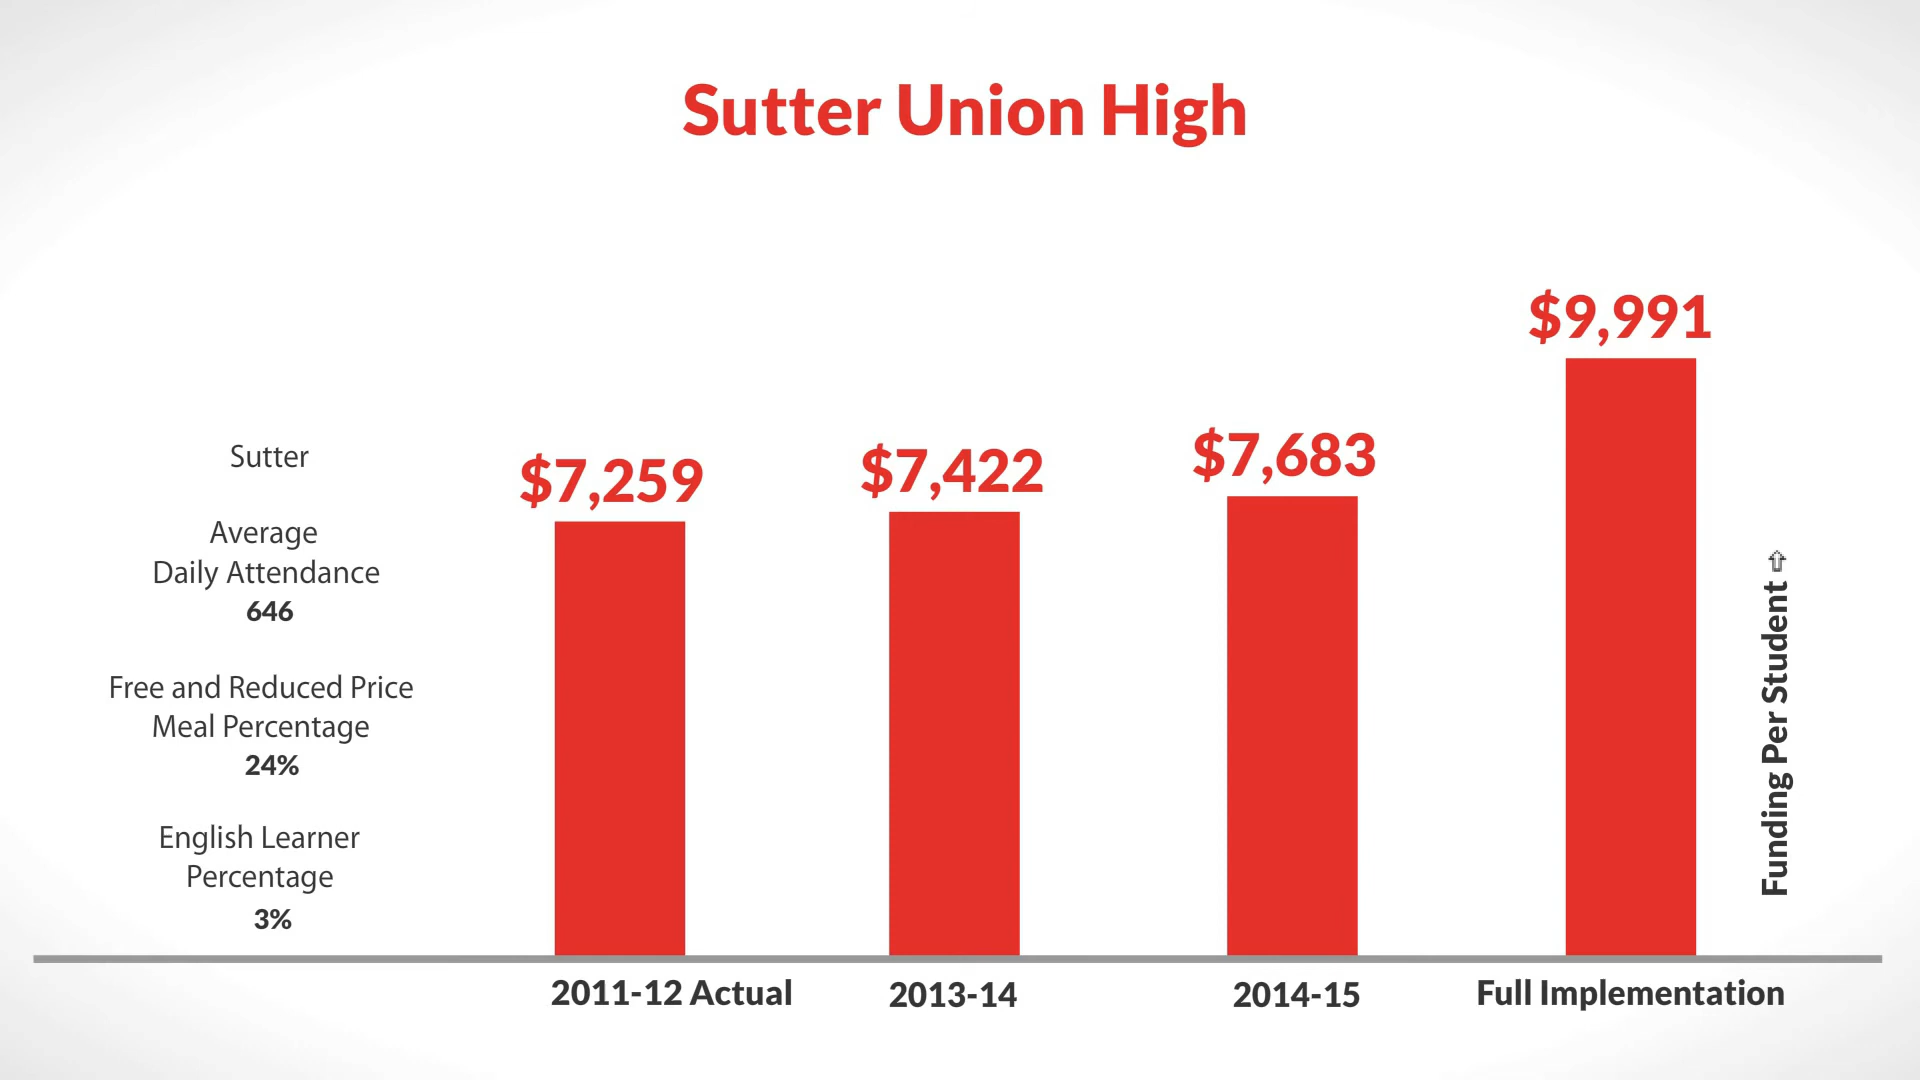 Sutter Union High
Sutter
Average
Daily Attendance
646
Free and Reduced Price
Meal Percentage
24%
English Learner
Percentage
3%
$7,259
$7,422
$7,683
$9,991
2011-12 Actual
2013-14
2014-15
Full Implementation
Funding Per Student ⇧